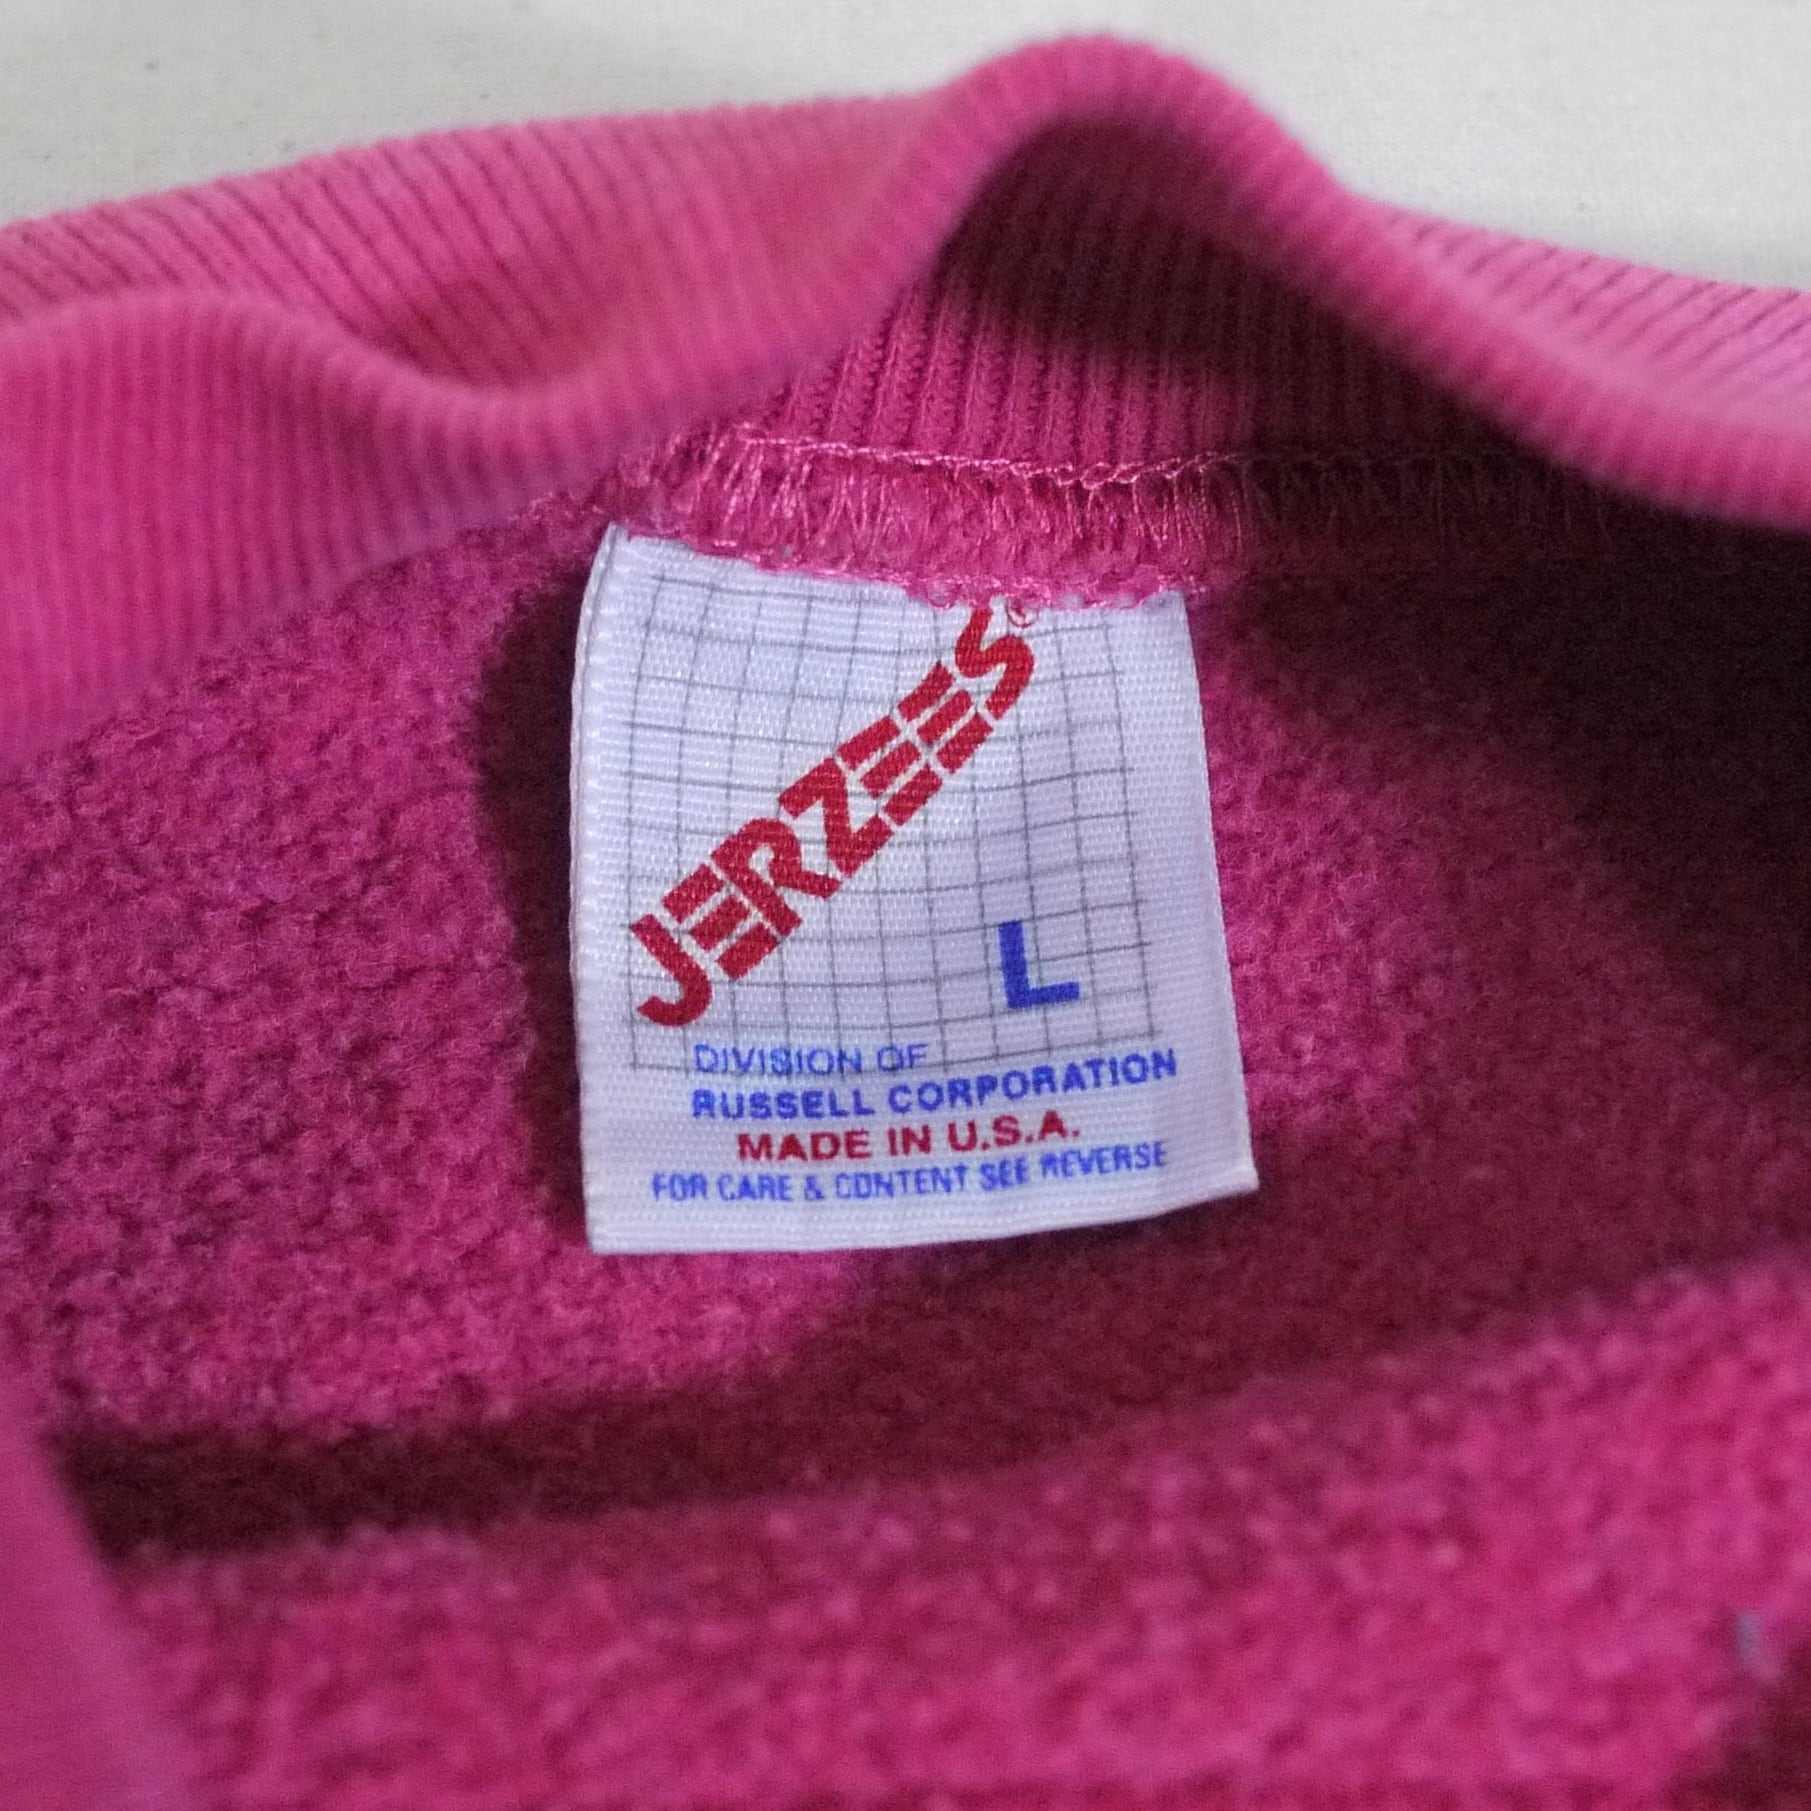 JERZEES®
L
DIVISION OF
RUSSELL CORPORATION
MADE IN U.S.A.
FOR CARE & CONTENT SEE REVERSE